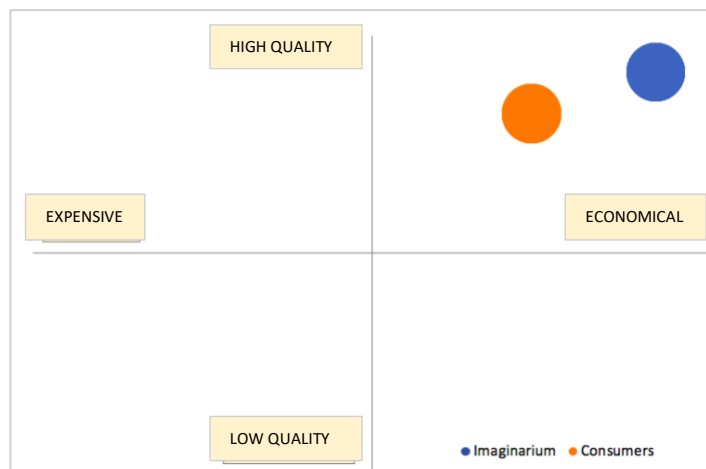 HIGH QUALITY
EXPENSIVE
ECONOMICAL
LOW QUALITY
Imaginarium Consumers